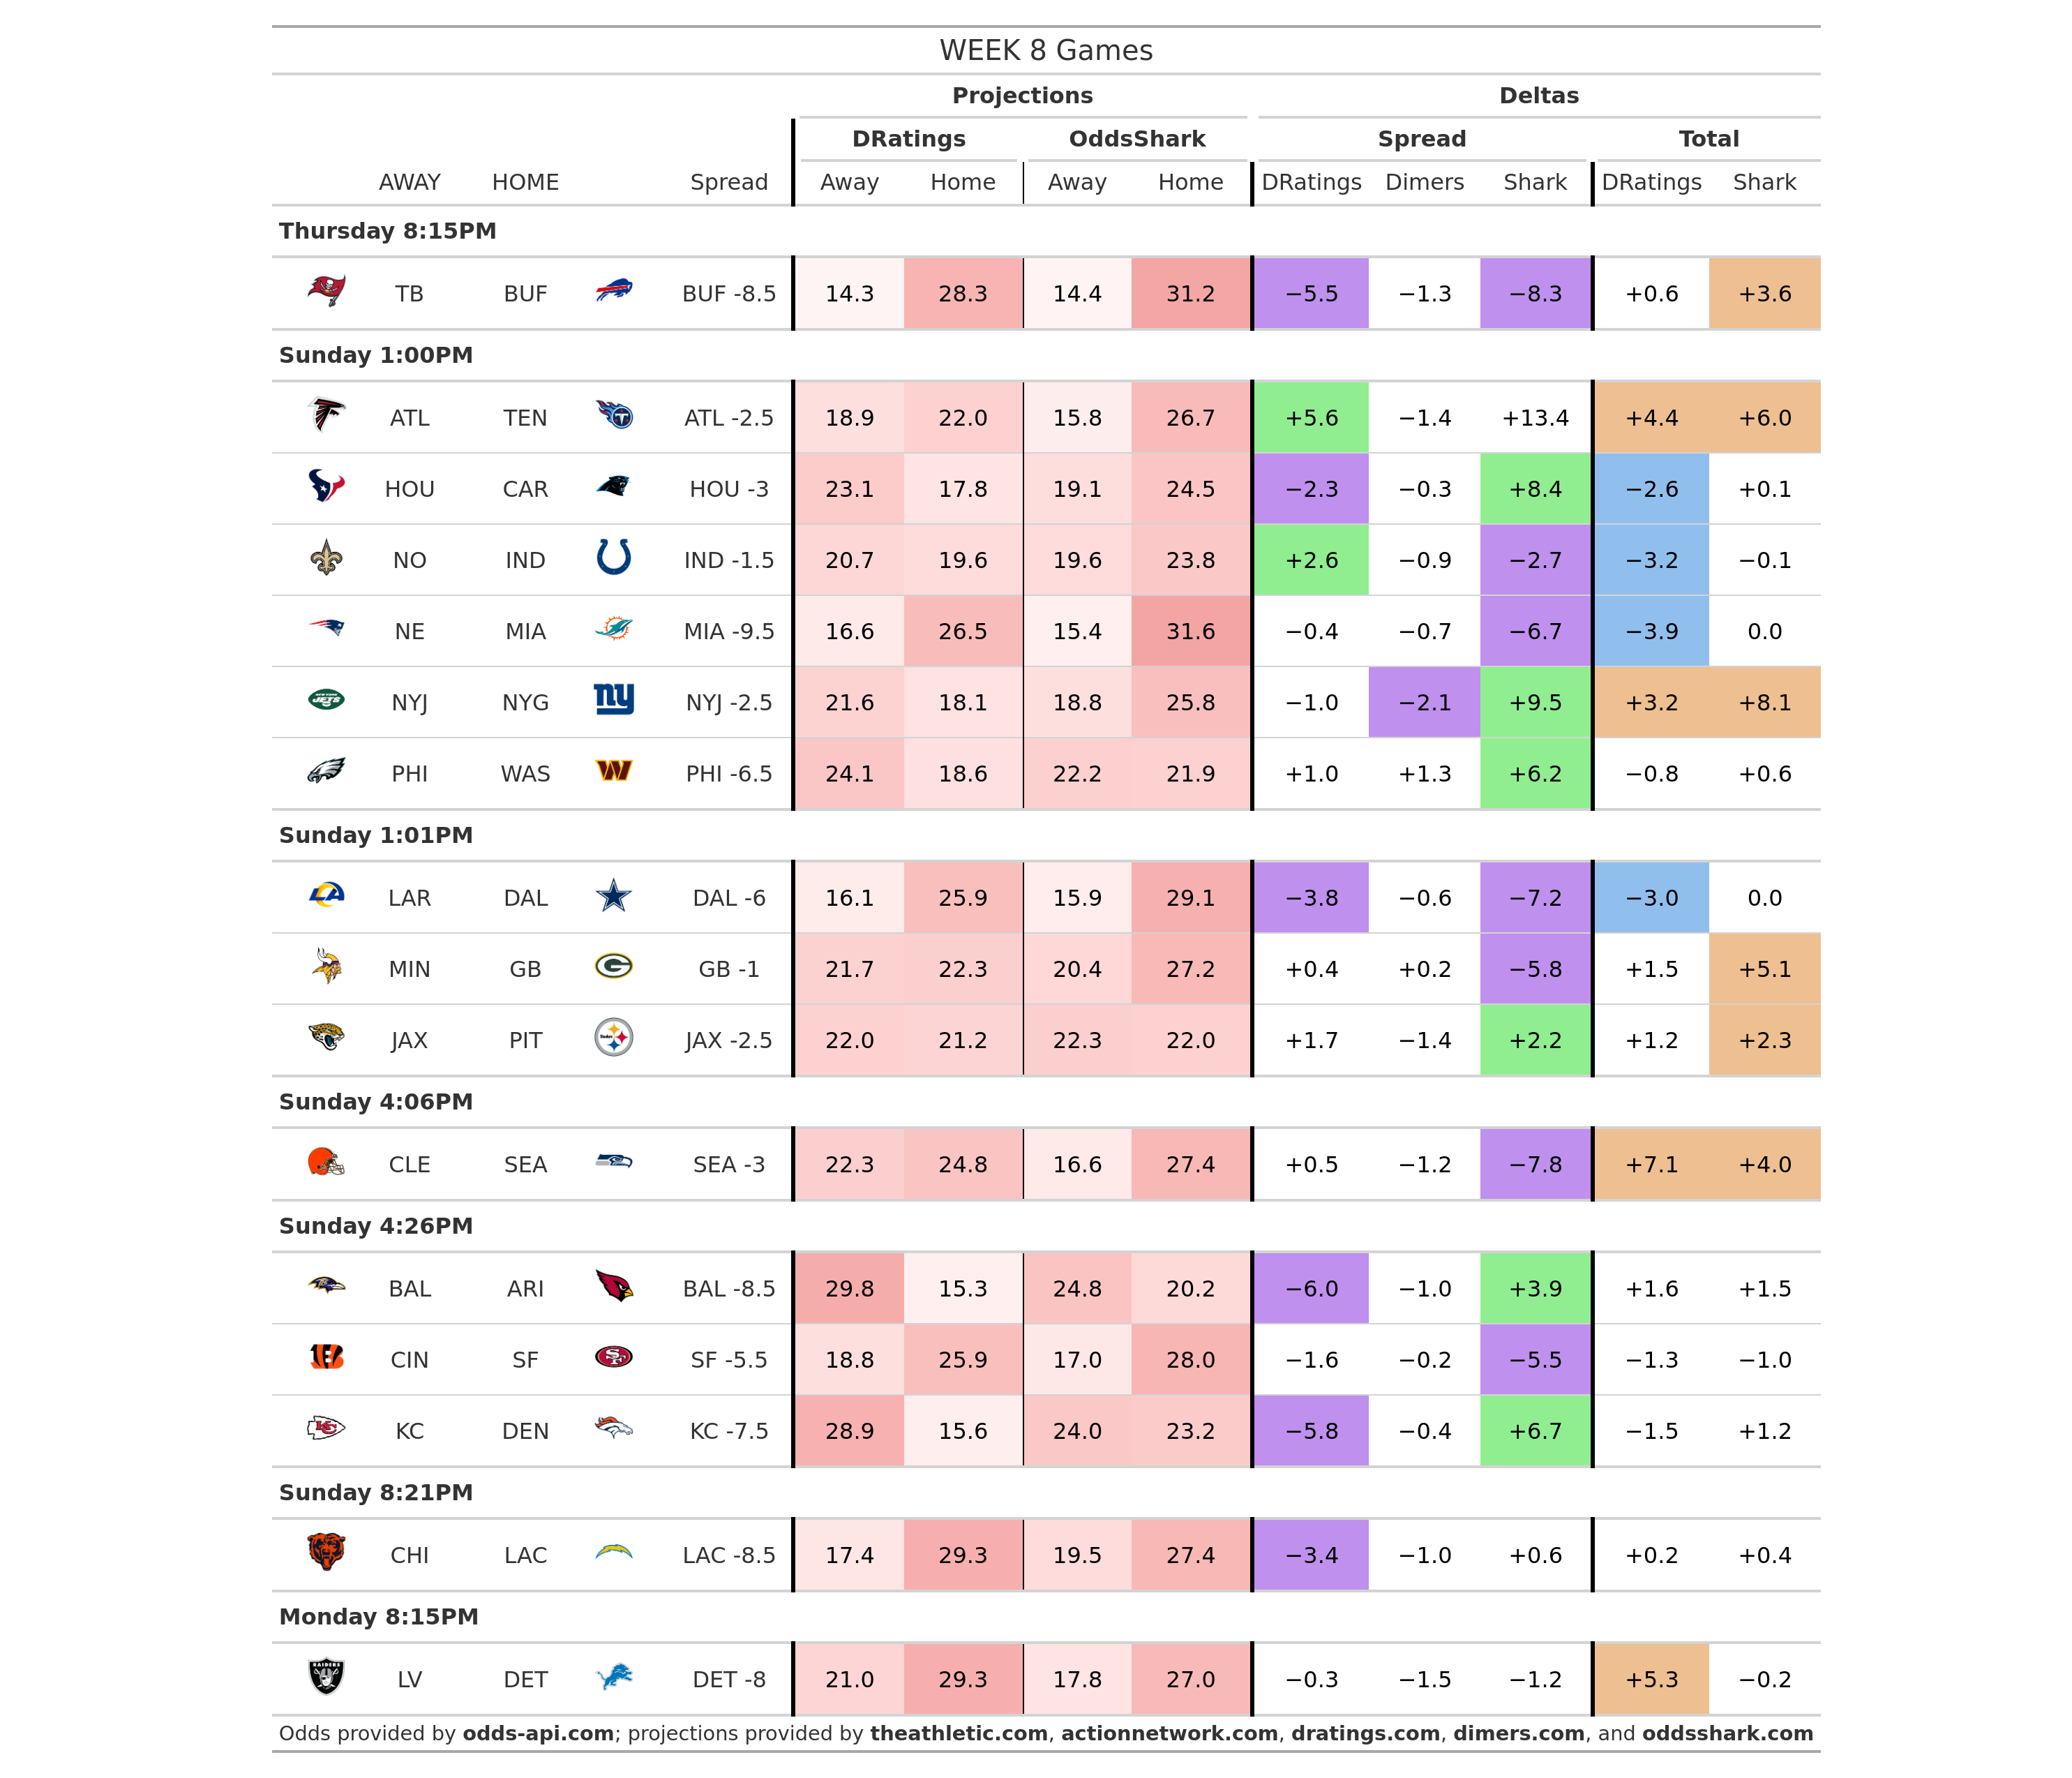 WEEK 8 Games
Projections Deltas
DRatings OddsShark Spread Total
AWAY HOME Spread Away Home Away Home DRatings Dimers Shark DRatings Shark
Thursday 8:15PM
TB BUF BUF -8.5 14.3 28.3 14.4 31.2 −5.5 −1.3 −8.3 +0.6 +3.6
Sunday 1:00PM
ATL TEN ATL -2.5 18.9 22.0 15.8 26.7 +5.6 −1.4 +13.4 +4.4 +6.0
HOU CAR HOU -3 23.1 17.8 19.1 24.5 −2.3 −0.3 +8.4 −2.6 +0.1
NO IND IND -1.5 20.7 19.6 19.6 23.8 +2.6 −0.9 −2.7 −3.2 −0.1
NE MIA MIA -9.5 16.6 26.5 15.4 31.6 −0.4 −0.7 −6.7 −3.9 0.0
NYJ NYG ny NYJ -2.5 21.6 18.1 18.8 25.8 −1.0 −2.1 +9.5 +3.2 +8.1
PHI WAS W PHI -6.5 24.1 18.6 22.2 21.9 +1.0 +1.3 +6.2 −0.8 +0.6
Sunday 1:01PM
LAR DAL DAL -6 16.1 25.9 15.9 29.1 −3.8 −0.6 −7.2 −3.0 0.0
MIN GB G GB -1 21.7 22.3 20.4 27.2 +0.4 +0.2 −5.8 +1.5 +5.1
JAX PIT JAX -2.5 22.0 21.2 22.3 22.0 +1.7 −1.4 +2.2 +1.2 +2.3
Sunday 4:06PM
CLE SEA SEA -3 22.3 24.8 16.6 27.4 +0.5 −1.2 −7.8 +7.1 +4.0
Sunday 4:26PM
BAL ARI BAL -8.5 29.8 15.3 24.8 20.2 −6.0 −1.0 +3.9 +1.6 +1.5
CIN SF SF SF -5.5 18.8 25.9 17.0 28.0 −1.6 −0.2 −5.5 −1.3 −1.0
KC KC DEN KC -7.5 28.9 15.6 24.0 23.2 −5.8 −0.4 +6.7 −1.5 +1.2
Sunday 8:21PM
CHI LAC LAC -8.5 17.4 29.3 19.5 27.4 −3.4 −1.0 +0.6 +0.2 +0.4
Monday 8:15PM
RAIDERS LV DET DET -8 21.0 29.3 17.8 27.0 −0.3 −1.5 −1.2 +5.3 −0.2
Odds provided by odds-api.com; projections provided by theathletic.com, actionnetwork.com, dratings.com, dimers.com, and oddsshark.com